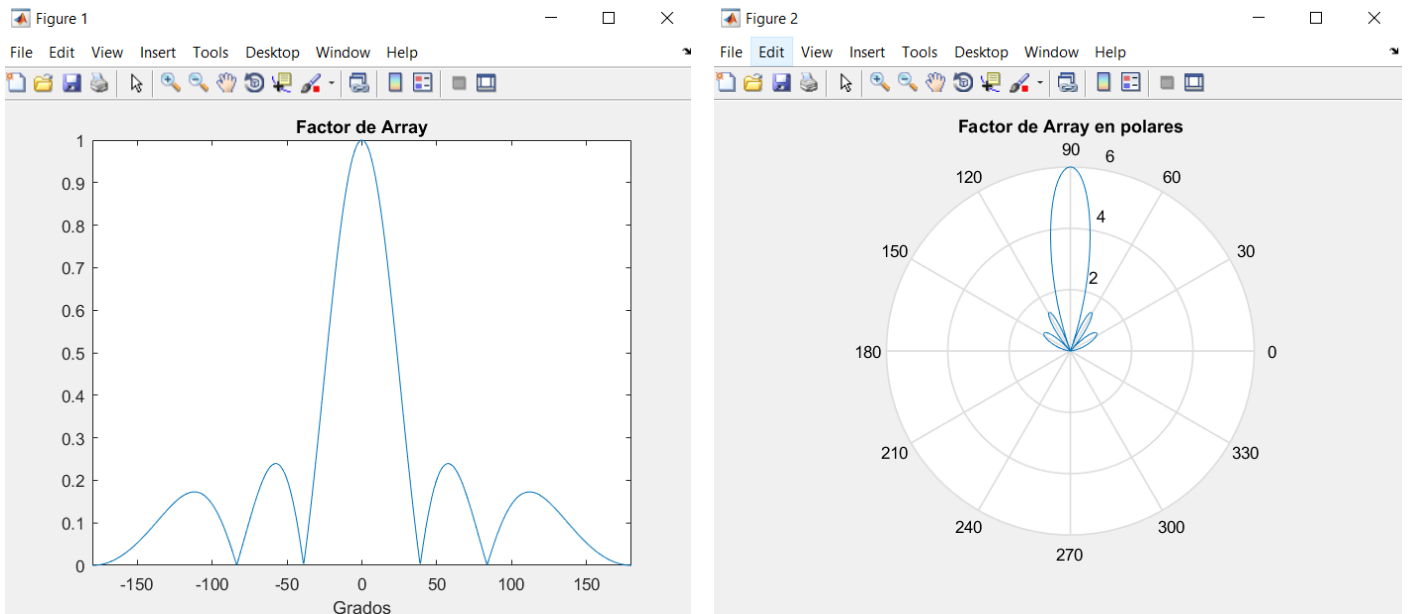 Figure 1
File Edit View Insert Tools Desktop Window Help
Factor de Array
1
0.9
0.8
0.7
0.6
0.5
0.4
0.3
0.2
0.1
0
-150 -100 -50 0 50 100 150
Grados
Figure 2
File Edit View Insert Tools Desktop Window Help
Factor de Array en polares
90 6
120 60
4
150 30
2
180 0
210 330
240 300
270